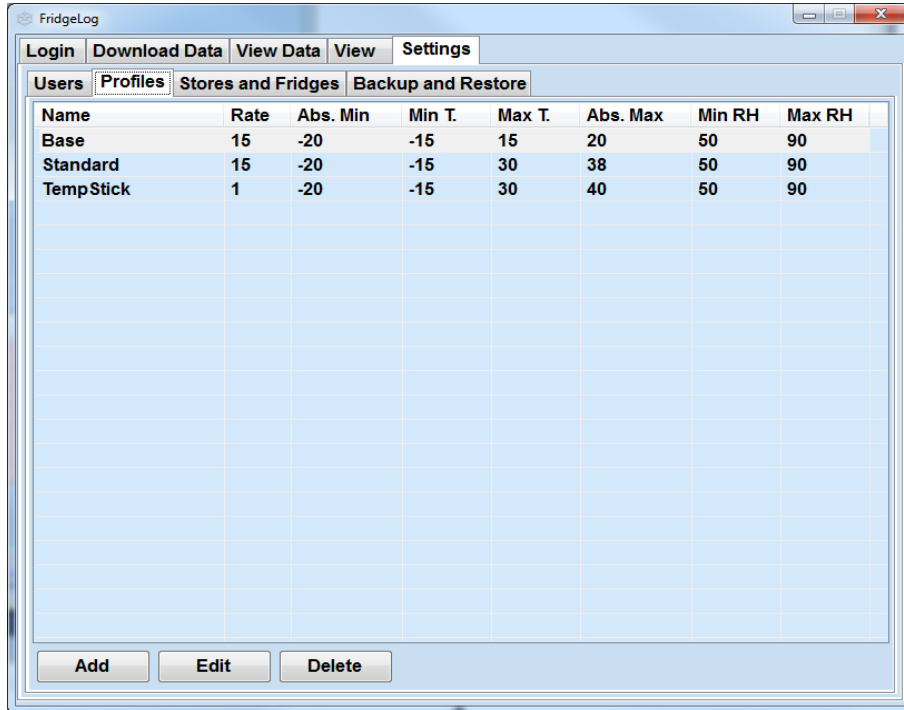 FridgeLog
Login Download Data View Data View Settings
Users Profiles Stores and Fridges Backup and Restore
Name Rate Abs. Min Min T. Max T. Abs. Max Min RH Max RH
Base 15 -20 -15 15 20 50 90
Standard 15 -20 -15 30 38 50 90
TempStick 1 -20 -15 30 40 50 90
Add Edit Delete